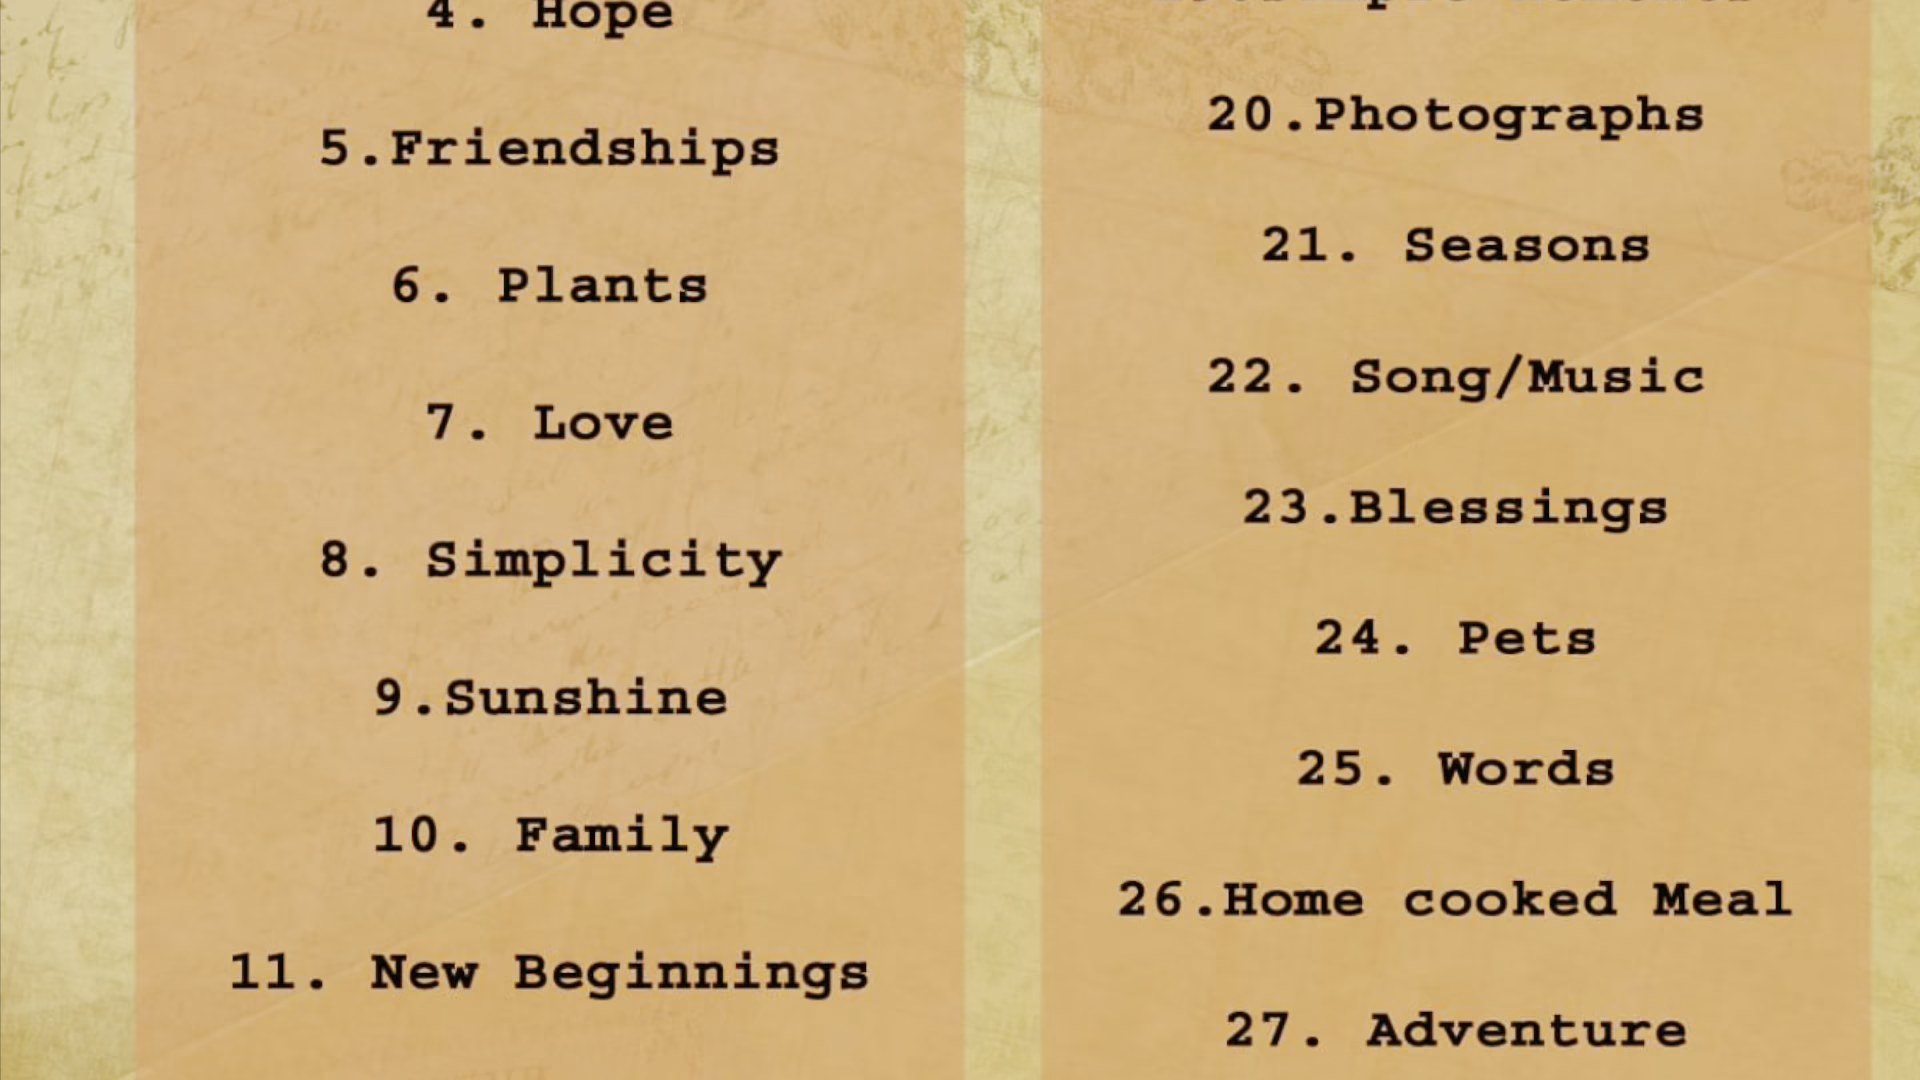 4. Hope
5.Friendships
6. Plants
7. Love
8. Simplicity
9.Sunshine
10. Family
11. New Beginnings
20.Photographs
21. Seasons
22. Song/Music
23.Blessings
24. Pets
25. Words
26.Home cooked Meal
27. Adventure